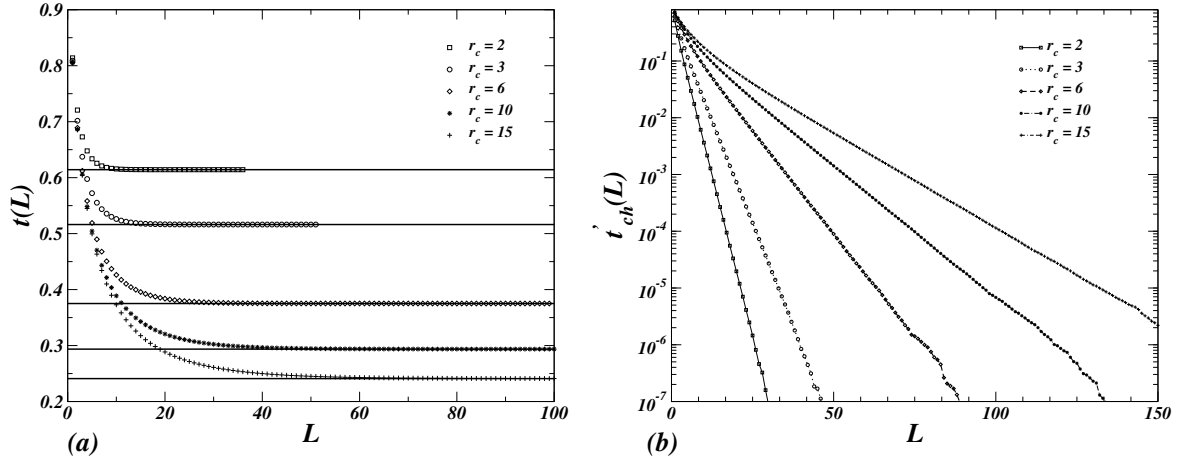 0.9
0.8
0.7
0.6
0.5
0.4
0.3
0.2
t(L)
0 20 40 60 80 100
L
(a)
r_c = 2
r_c = 3
r_c = 6
r_c = 10
r_c = 15
10^-1
10^-2
10^-3
10^-4
10^-5
10^-6
10^-7
t'_ch(L)
0 50 100 150
L
(b)
r_c = 2
r_c = 3
r_c = 6
r_c = 10
r_c = 15